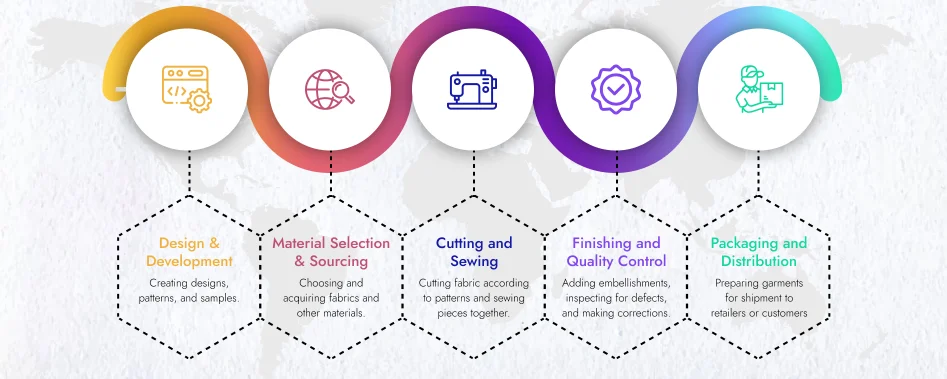 Design &
Development
Creating designs,
patterns, and samples.
Material Selection
& Sourcing
Choosing and
acquiring fabrics and
other materials.
Cutting and
Sewing
Cutting fabric according
to patterns and sewing
pieces together.
Finishing and
Quality Control
Adding embellishments,
inspecting for defects,
and making corrections.
Packaging and
Distribution
Preparing garments
for shipment to
retailers or customers